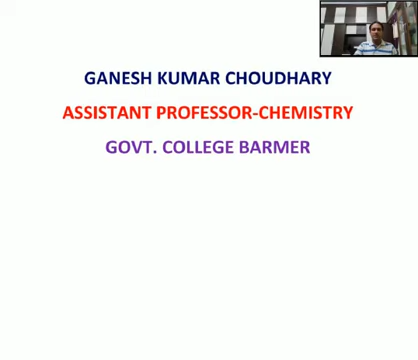 GANESH KUMAR CHOUDHARY
ASSISTANT PROFESSOR-CHEMISTRY
GOVT. COLLEGE BARMER